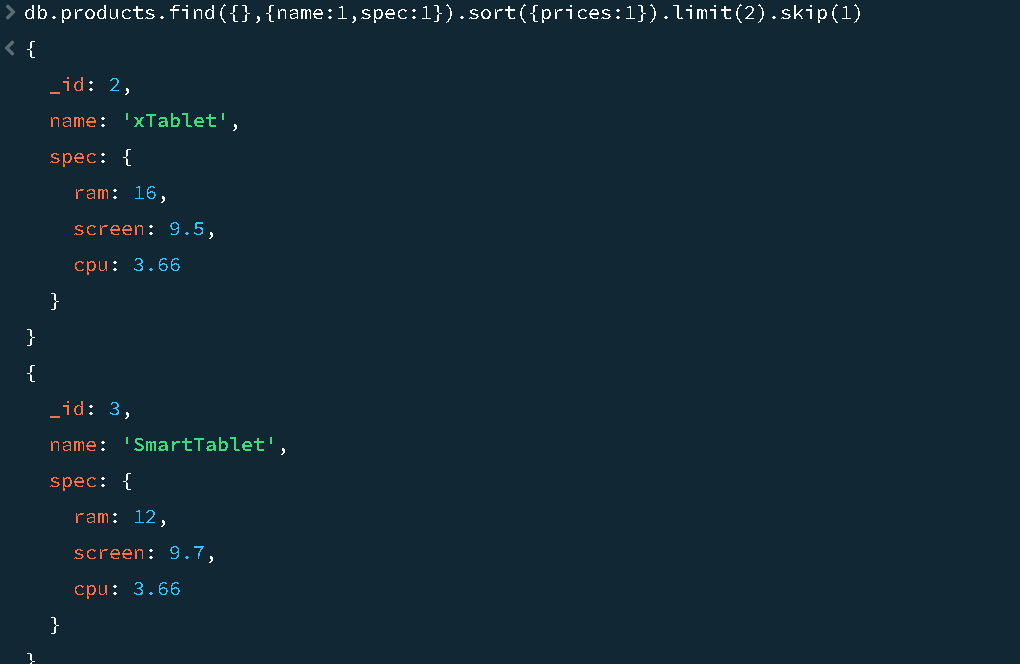 > db.products.find({},{name:1,spec:1}).sort({prices:1}).limit(2).skip(1)
< {
_id: 2,
name: 'xTablet',
spec: {
ram: 16,
screen: 9.5,
cpu: 3.66
}
}
{
_id: 3,
name: 'SmartTablet',
spec: {
ram: 12,
screen: 9.7,
cpu: 3.66
}
}